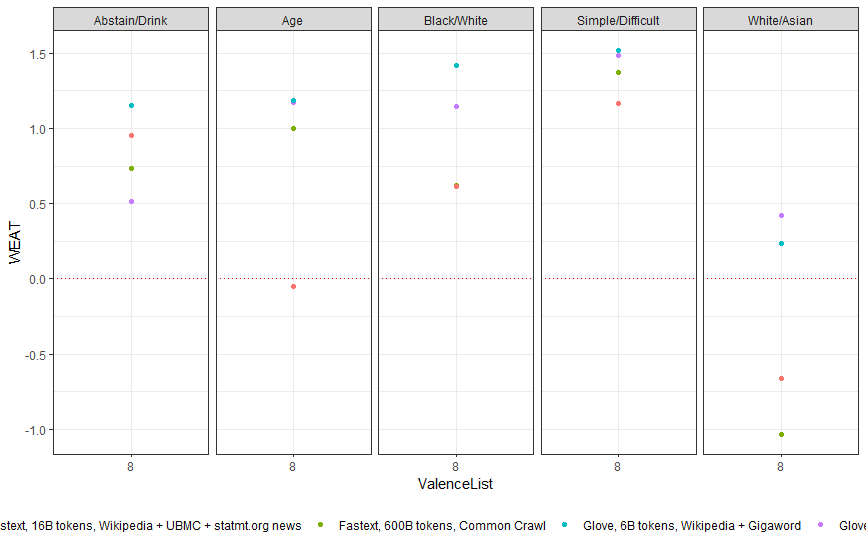 Abstain/Drink Age Black/White Simple/Difficult White/Asian
1.5
1.0
0.5
0.0
-0.5
-1.0
WEAT
8 8 8 8 8
ValenceList
stext, 16B tokens, Wikipedia + UBMC + statmt.org news Fastext, 600B tokens, Common Crawl Glove, 6B tokens, Wikipedia + Gigaword Glove